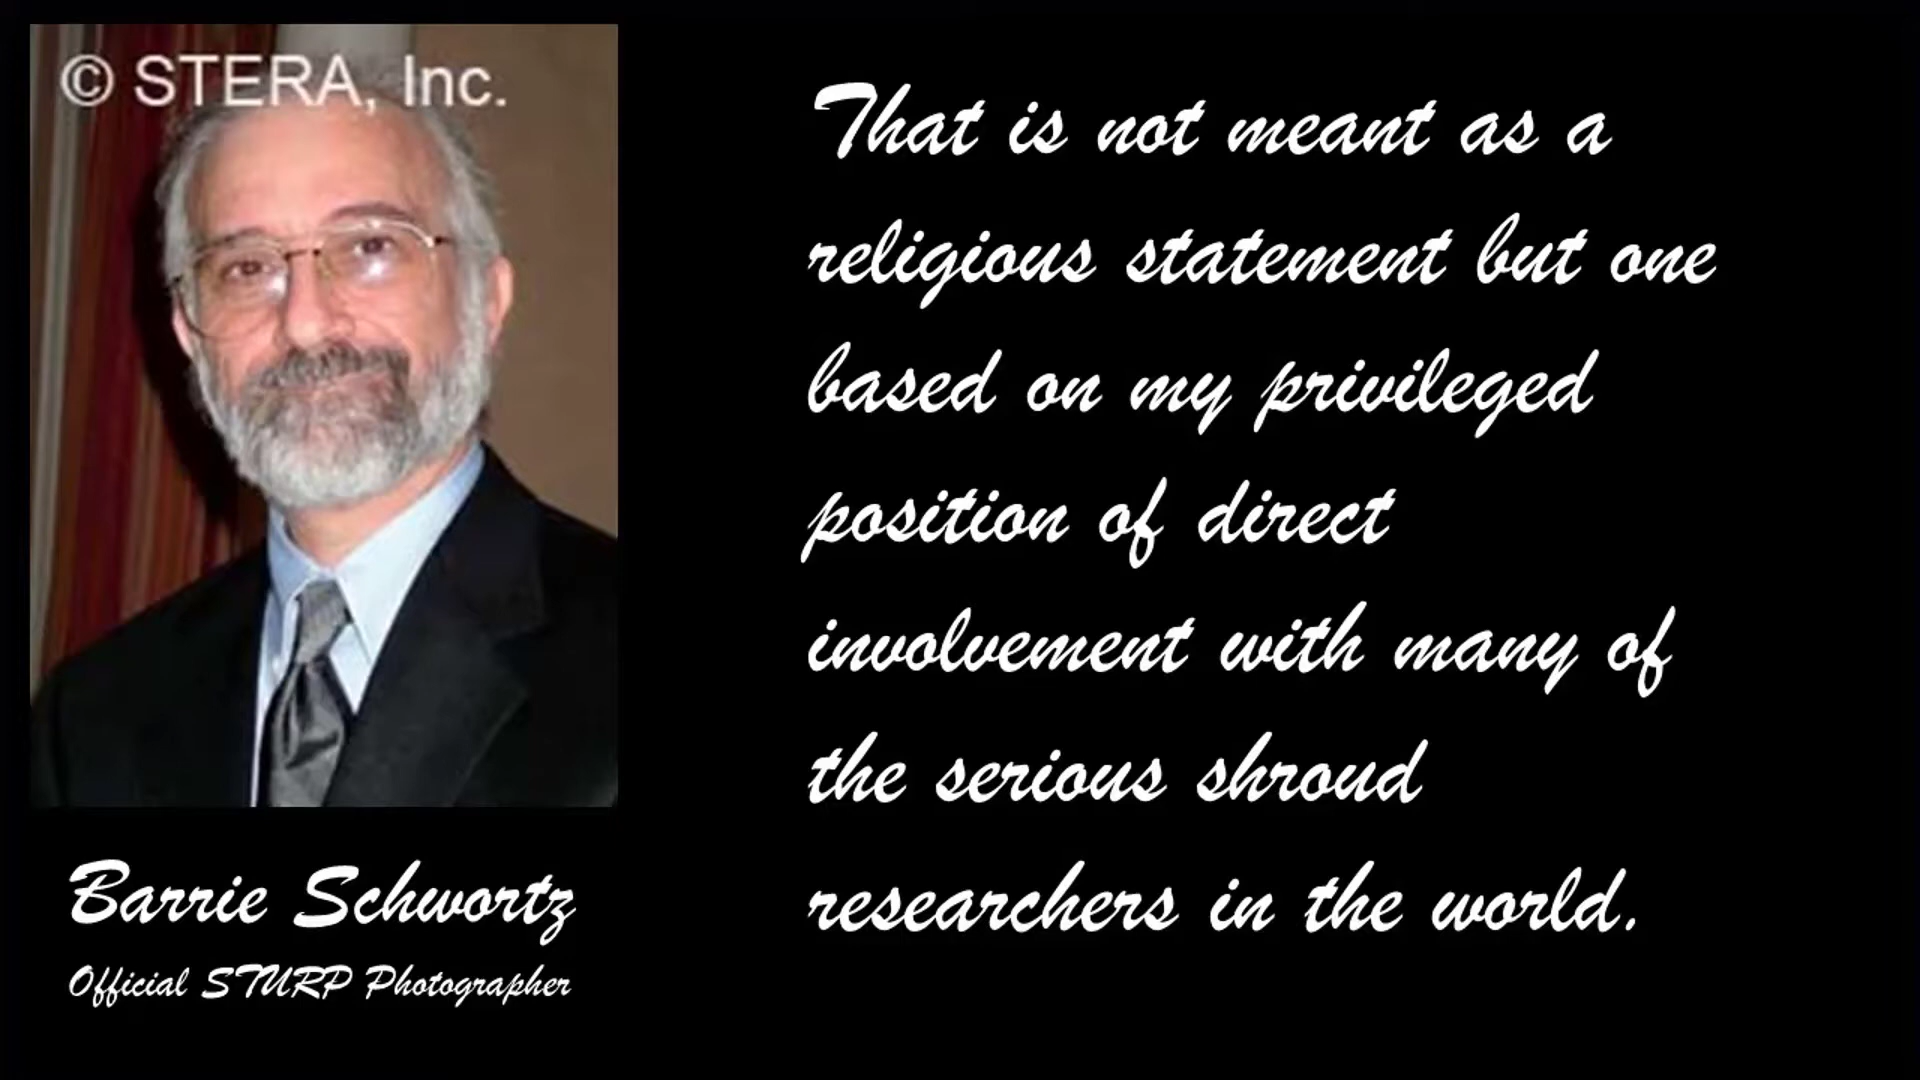 © STERA, Inc.
Barrie Schwortz
Official STURP Photographer
That is not meant as a
religious statement but one
based on my privileged
position of direct
involvement with many of
the serious shroud
researchers in the world.